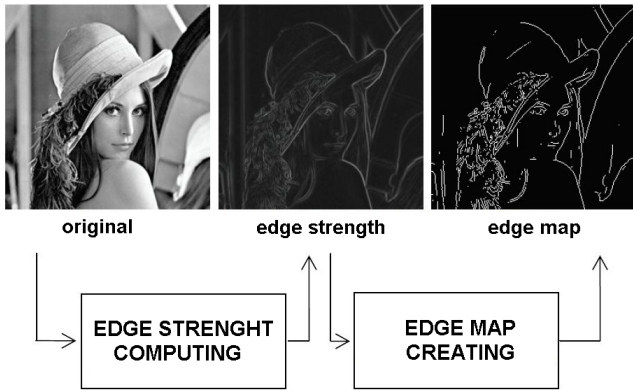 original
edge strength
edge map
EDGE STRENGHT
COMPUTING
EDGE MAP
CREATING